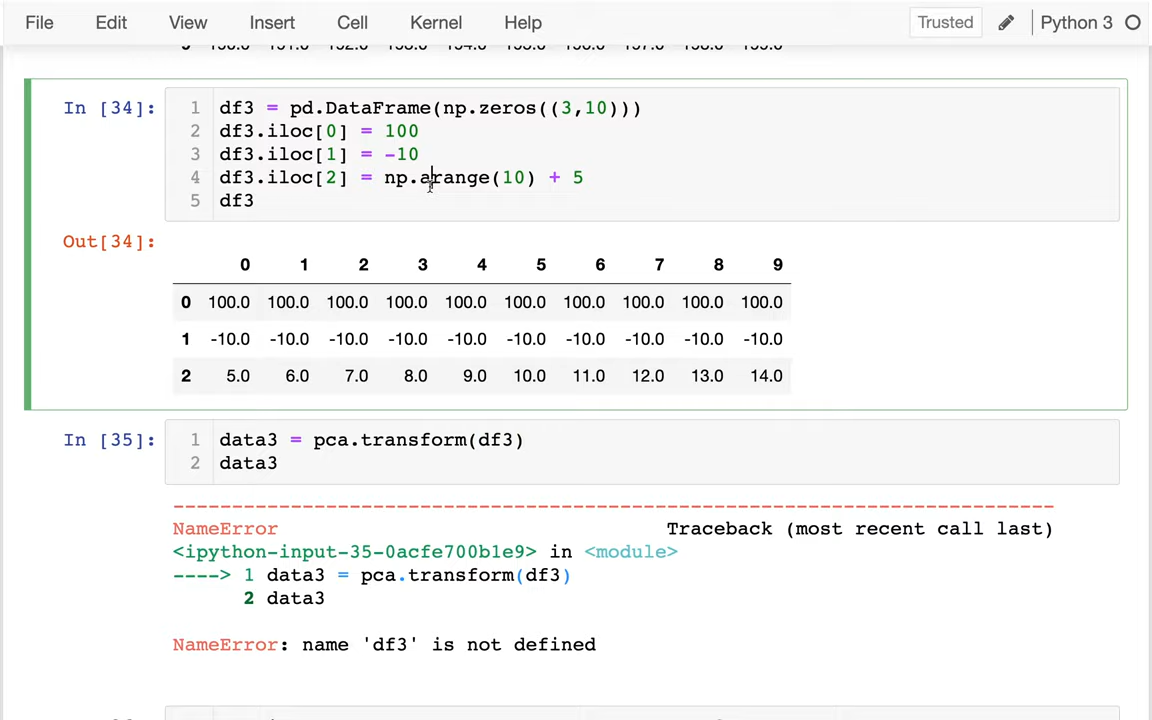 File Edit View Insert Cell Kernel Help Trusted Python 3
In [34]:
1 df3 = pd.DataFrame(np.zeros((3,10)))
2 df3.iloc[0] = 100
3 df3.iloc[1] = -10
4 df3.iloc[2] = np.arange(10) + 5
5 df3
Out[34]:
0 1 2 3 4 5 6 7 8 9
0 100.0 100.0 100.0 100.0 100.0 100.0 100.0 100.0 100.0 100.0
1 -10.0 -10.0 -10.0 -10.0 -10.0 -10.0 -10.0 -10.0 -10.0 -10.0
2 5.0 6.0 7.0 8.0 9.0 10.0 11.0 12.0 13.0 14.0
In [35]:
1 data3 = pca.transform(df3)
2 data3
---------------------------------------------------------------------------
NameError Traceback (most recent call last)
<ipython-input-35-0acfe700b1e9> in <module>
----> 1 data3 = pca.transform(df3)
2 data3
NameError: name 'df3' is not defined